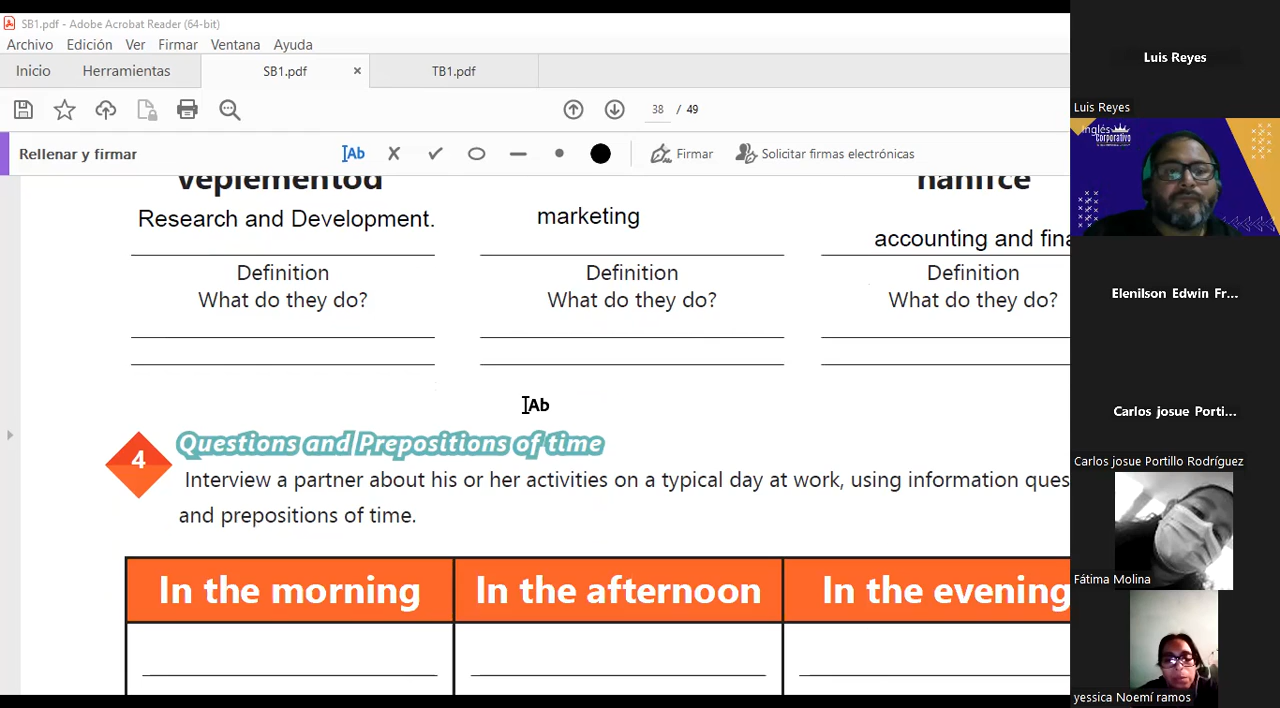 SB1.pdf - Adobe Acrobat Reader (64-bit)
Archivo Edición Ver Firmar Ventana Ayuda
Inicio Herramientas SB1.pdf × TB1.pdf
38 / 49
Rellenar y firmar Ab Firmar Solicitar firmas electrónicas
veplementod
Research and Development. marketing accounting and fina
Definition Definition Definition
What do they do? What do they do? What do they do?
Ab
4 Questions and Prepositions of time
Interview a partner about his or her activities on a typical day at work, using information ques
and prepositions of time.
In the morning In the afternoon In the evening
Luis Reyes
Luis Reyes
Inglés
Corporativo
Elenilson Edwin Fr...
Carlos josue Porti...
Carlos josue Portillo Rodríguez
Fátima Molina
yessica Noemí ramos